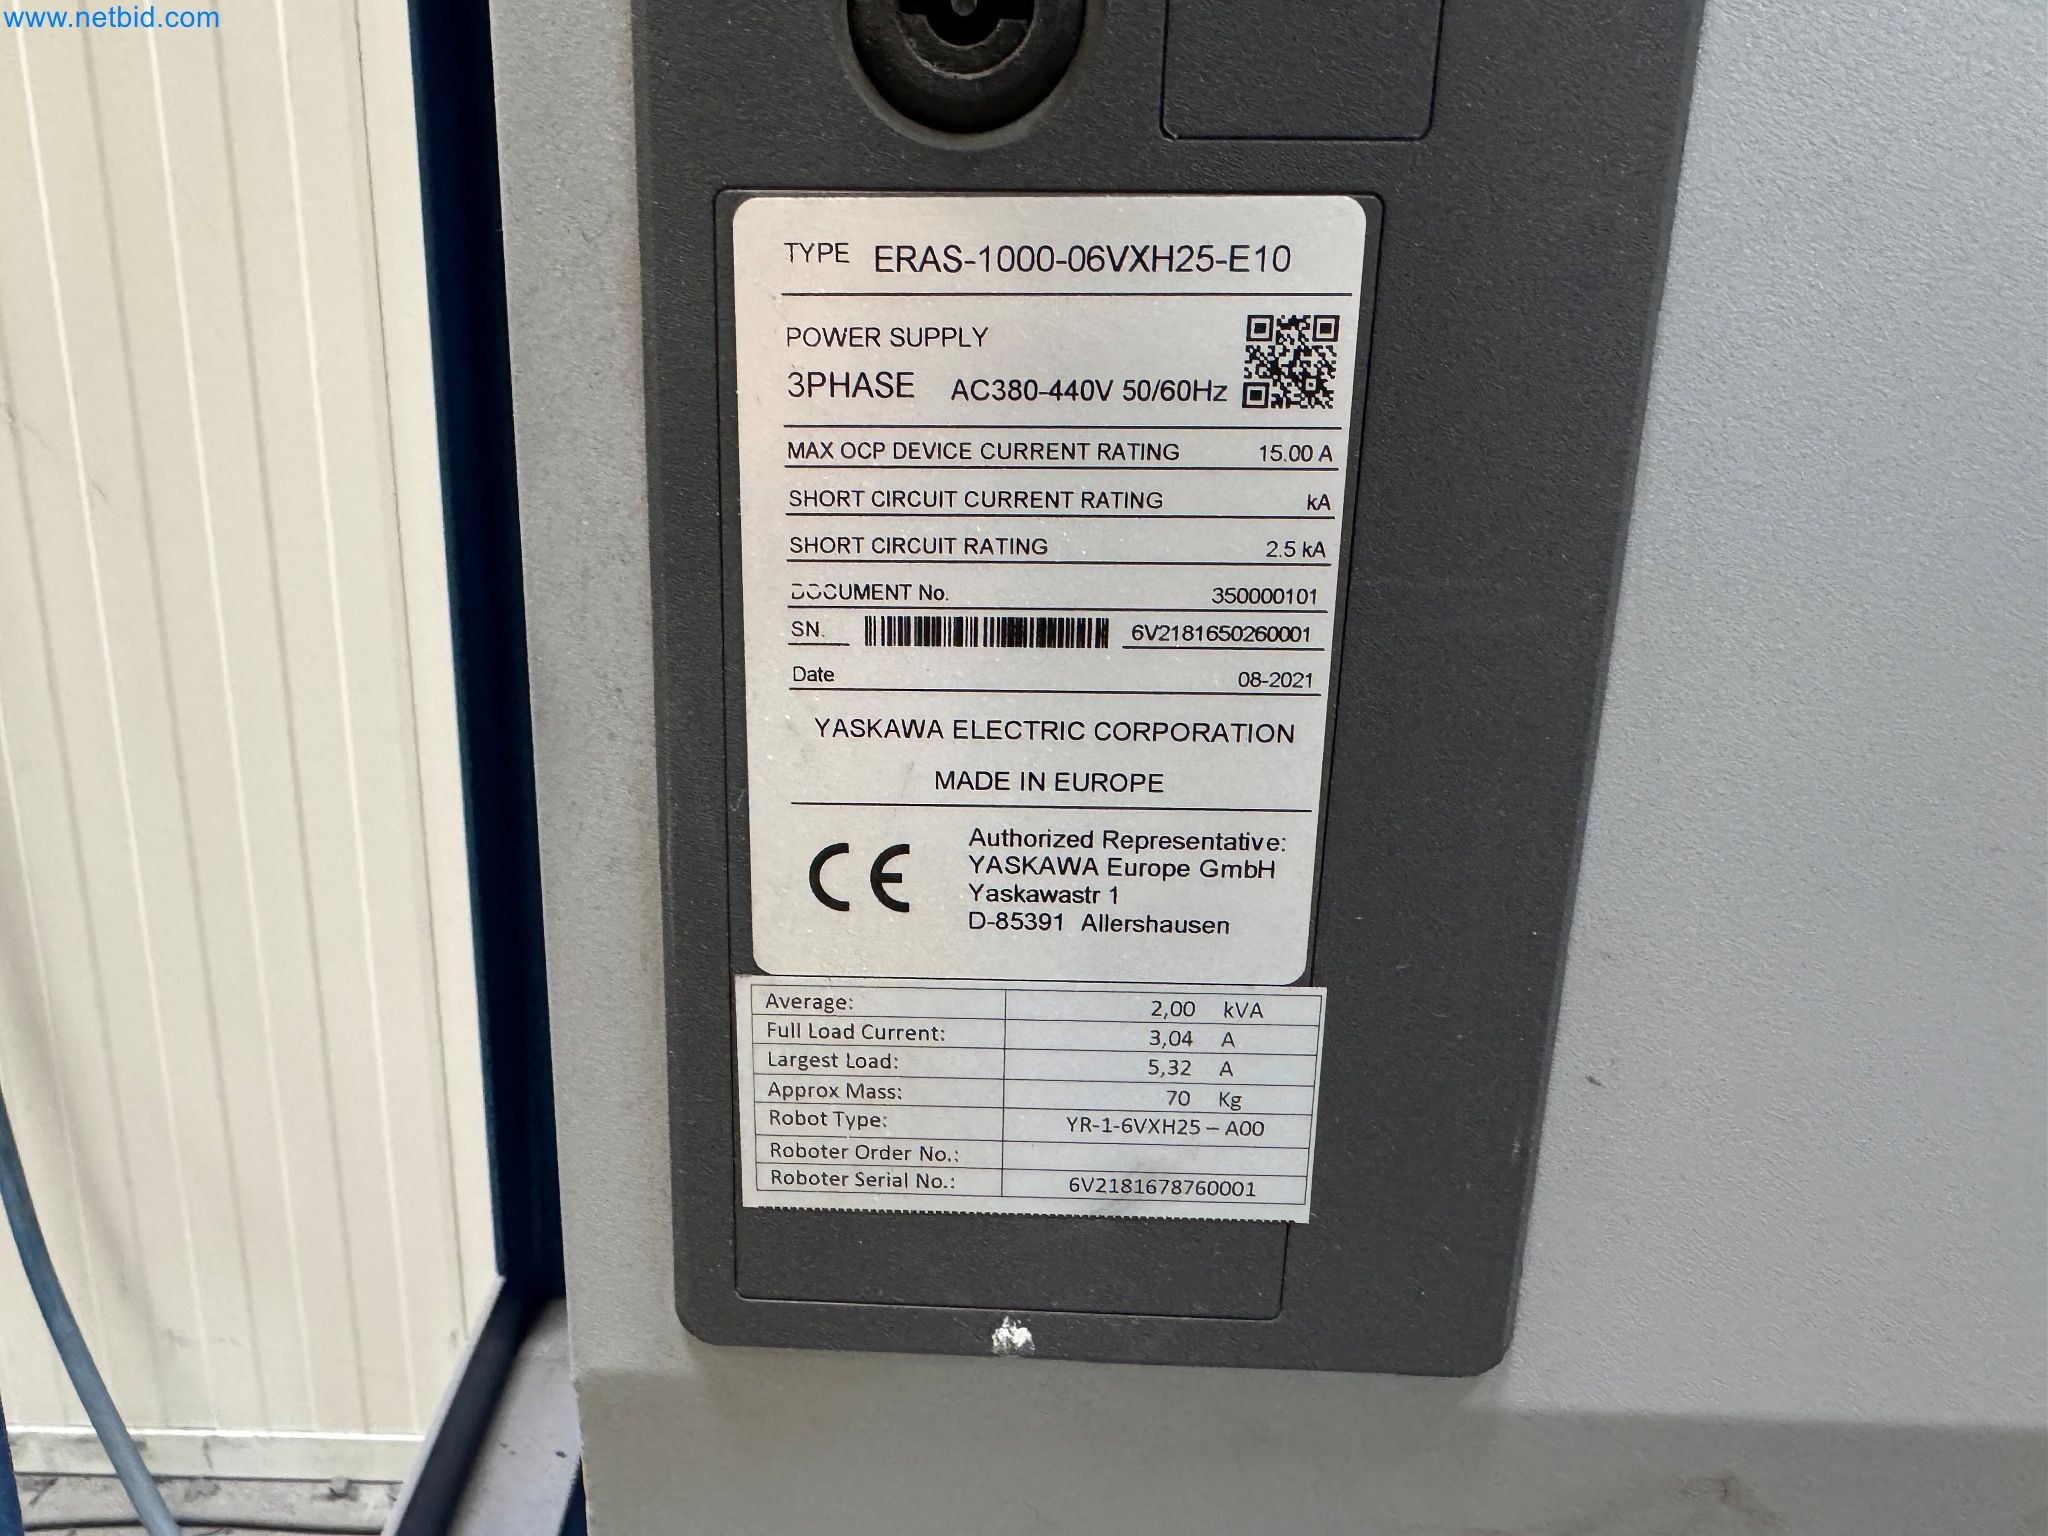 www.netbid.com
TYPE ERAS-1000-06VXH25-E10
POWER SUPPLY
3PHASE AC380-440V 50/60Hz
MAX OCP DEVICE CURRENT RATING 15.00 A
SHORT CIRCUIT CURRENT RATING kA
SHORT CIRCUIT RATING 2.5 kA
DOCUMENT No. 350000101
SN. 6V2181650260001
Date 08-2021
YASKAWA ELECTRIC CORPORATION
MADE IN EUROPE
CE
Authorized Representative:
YASKAWA Europe GmbH
Yaskawastr 1
D-85391 Allershausen
Average: 2,00 kVA
Full Load Current: 3,04 A
Largest Load: 5,32 A
Approx Mass: 70 Kg
Robot Type: YR-1-6VXH25 – A00
Roboter Order No.:
Roboter Serial No.: 6V2181678760001